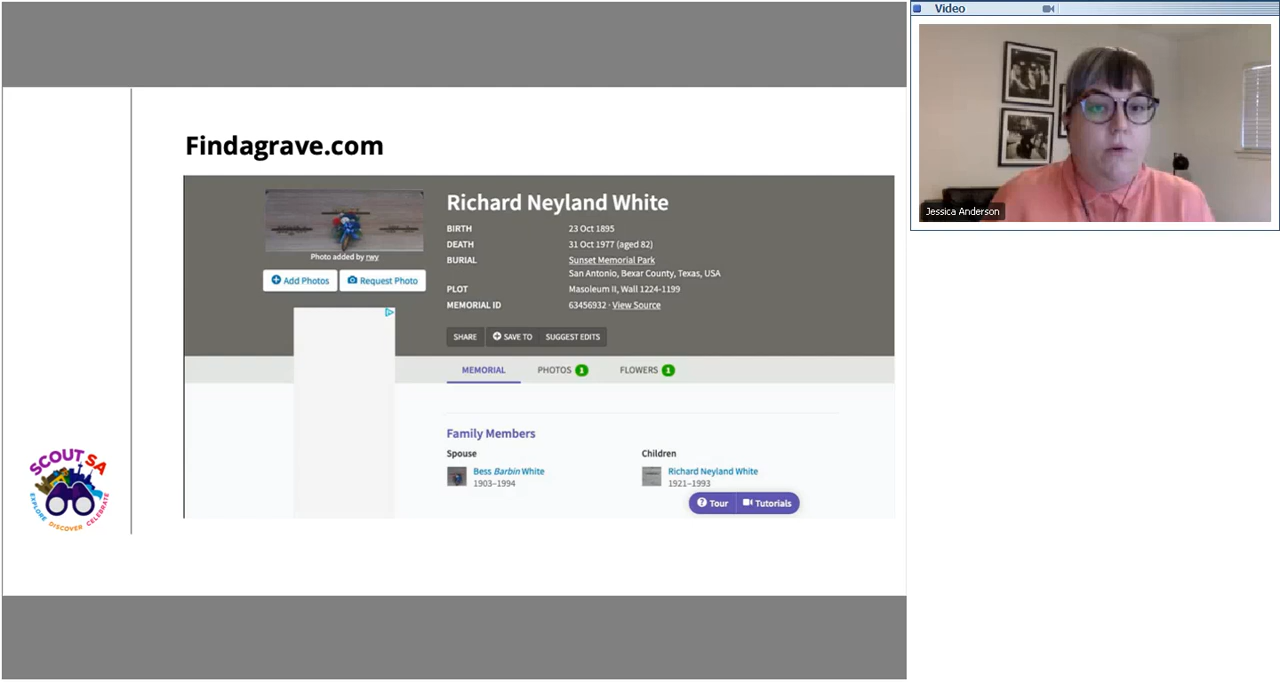 Video
Findagrave.com
Richard Neyland White
BIRTH 23 Oct 1895
DEATH 31 Oct 1977 (aged 82)
BURIAL Sunset Memorial Park
San Antonio, Bexar County, Texas, USA
PLOT Masoleum II, Wall 1224-1199
MEMORIAL ID 63456932 · View Source
Photo added by rwy
Add Photos Request Photo
SHARE SAVE TO SUGGEST EDITS
MEMORIAL PHOTOS 1 FLOWERS 1
Family Members
Spouse
Bess Barbin White
1903–1994
Children
Richard Neyland White
1921–1993
Tour Tutorials
SCOUT SA
EXPLORE DISCOVER CELEBRATE
Jessica Anderson